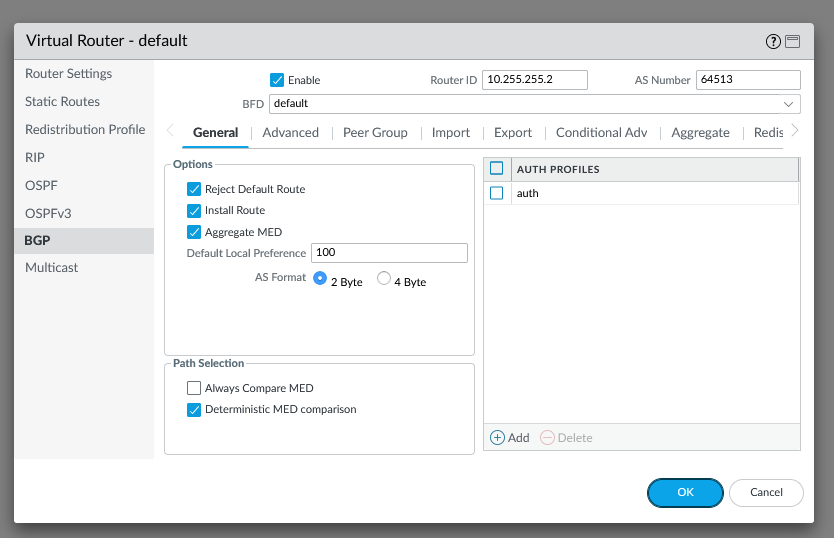 Virtual Router - default
Router Settings
Static Routes
Redistribution Profile
RIP
OSPF
OSPFv3
BGP
Multicast
Enable
Router ID 10.255.255.2
AS Number 64513
BFD default
General Advanced Peer Group Import Export Conditional Adv Aggregate Redis
Options
Reject Default Route
Install Route
Aggregate MED
Default Local Preference 100
AS Format 2 Byte 4 Byte
Path Selection
Always Compare MED
Deterministic MED comparison
AUTH PROFILES
auth
Add Delete
OK Cancel